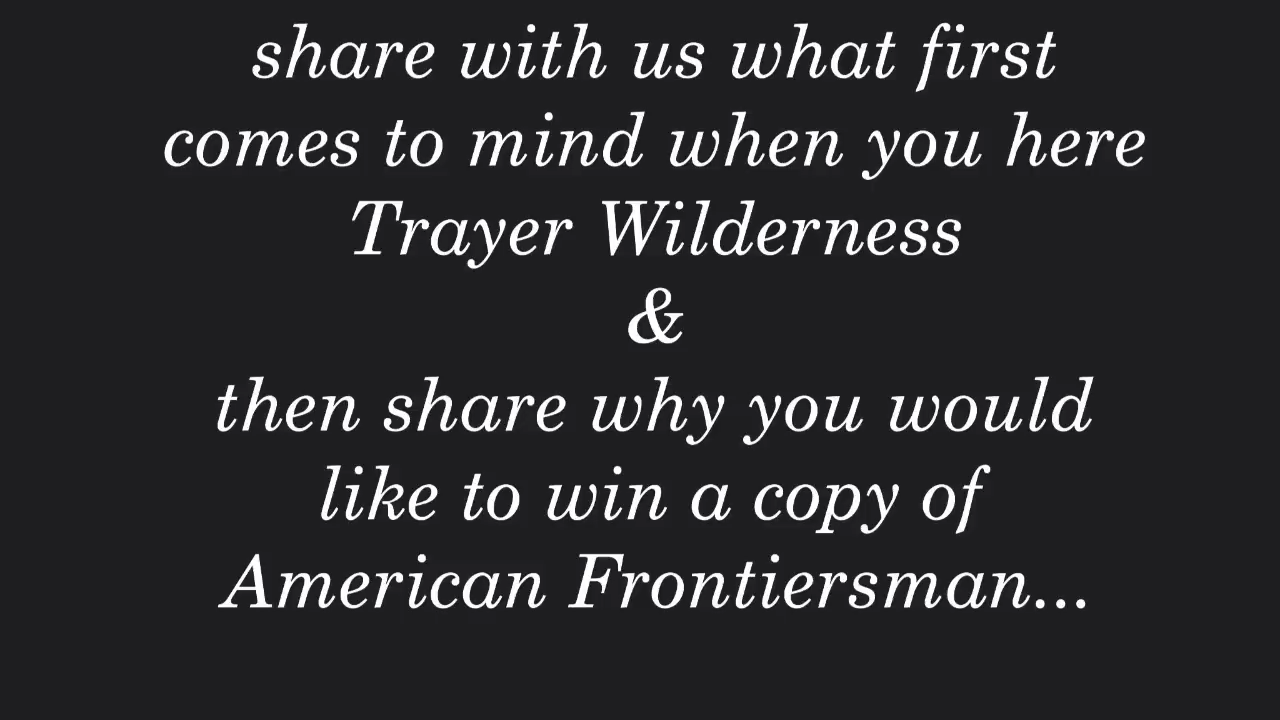 share with us what first
comes to mind when you here
Trayer Wilderness
&
then share why you would
like to win a copy of
American Frontiersman...